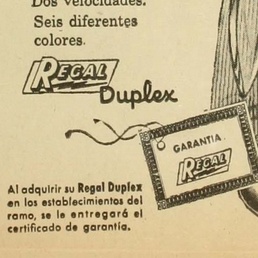 Dos velocidades.
Seis diferentes
colores.
REGAL
Duplex
GARANTIA
REGAL
Al adquirir su Regal Duplex
en los establecimientos del
ramo, se le entregará el
certificado de garantía.